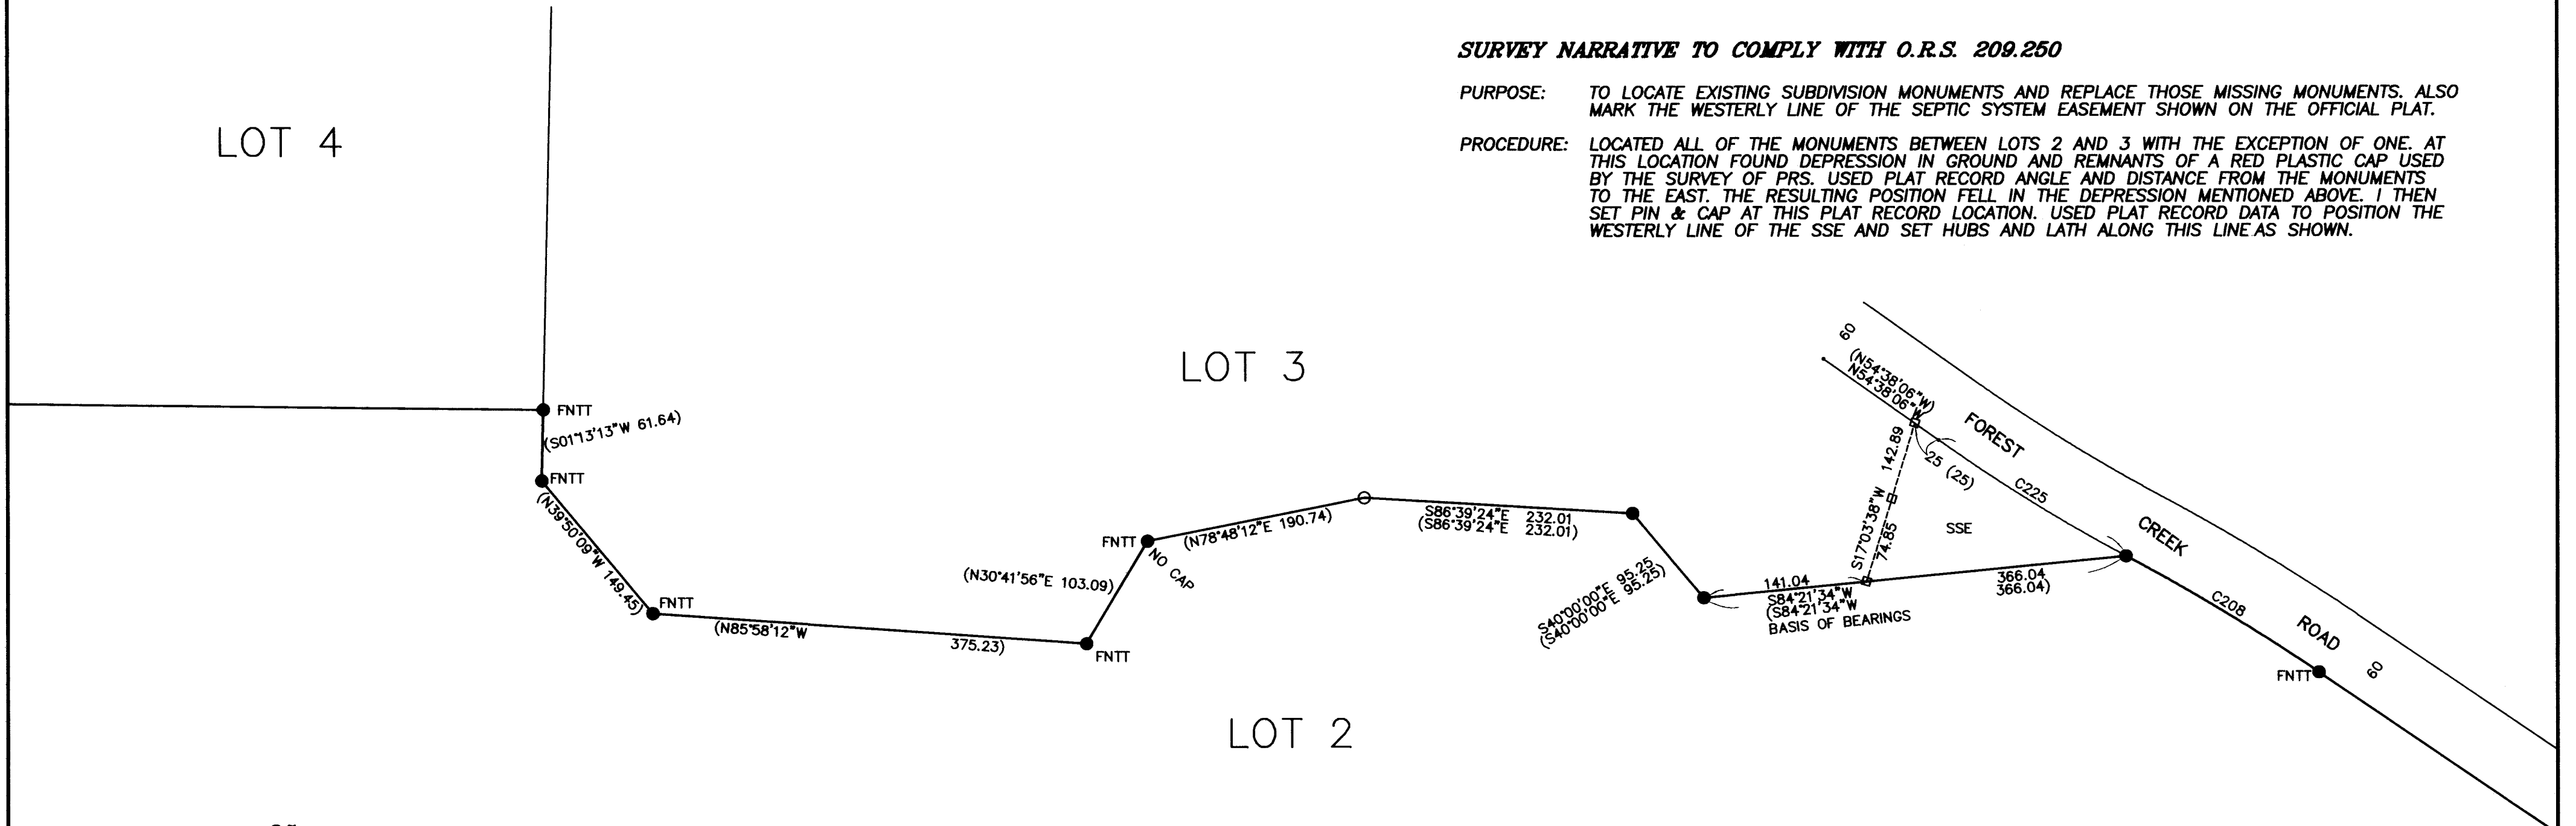 SURVEY NARRATIVE TO COMPLY WITH O.R.S. 209.250
PURPOSE: TO LOCATE EXISTING SUBDIVISION MONUMENTS AND REPLACE THOSE MISSING MONUMENTS. ALSO
MARK THE WESTERLY LINE OF THE SEPTIC SYSTEM EASEMENT SHOWN ON THE OFFICIAL PLAT.
PROCEDURE: LOCATED ALL OF THE MONUMENTS BETWEEN LOTS 2 AND 3 WITH THE EXCEPTION OF ONE. AT
THIS LOCATION FOUND DEPRESSION IN GROUND AND REMNANTS OF A RED PLASTIC CAP USED
BY THE SURVEY OF PRS. USED PLAT RECORD ANGLE AND DISTANCE FROM THE MONUMENTS
TO THE EAST. THE RESULTING POSITION FELL IN THE DEPRESSION MENTIONED ABOVE. I THEN
SET PIN & CAP AT THIS PLAT RECORD LOCATION. USED PLAT RECORD DATA TO POSITION THE
WESTERLY LINE OF THE SSE AND SET HUBS AND LATH ALONG THIS LINE AS SHOWN.
LOT 4
LOT 3
LOT 2
FNTT
(S01°13'13"W 61.64)
FNTT
(N39°50'09"W 149.45)
FNTT
(N85°58'12"W 375.23)
FNTT
(N30°41'56"E 103.09)
FNTT
NO CAP
(N78°48'12"E 190.74)
S86°39'24"E 232.01
(S86°39'24"E 232.01)
S40°00'00"E 95.25
(S40°00'00"E 95.25)
141.04
S84°21'34"W 366.04
(S84°21'34"W 366.04)
BASIS OF BEARINGS
S17°03'38"W 142.89
74.85
SSE
60
(N54°38'06"W)
N54°38'06"W
25 (25)
C225
FOREST
CREEK
ROAD
60
C208
FNTT